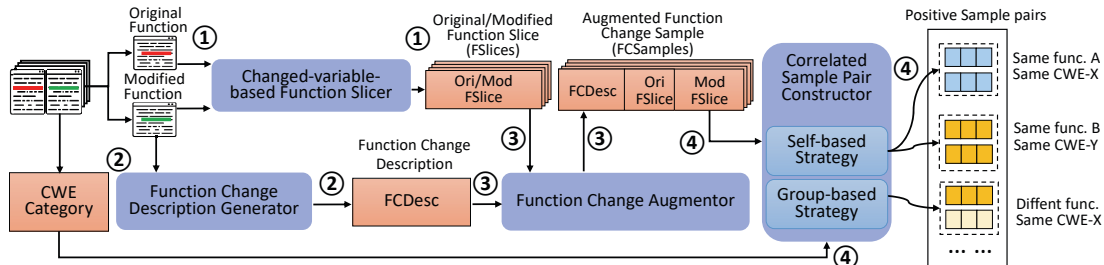 Original
Function
①
Modified
Function
Changed-variable-
based Function Slicer
①
Original/Modified
Function Slice
(FSlices)
Ori/Mod
FSlice
Augmented Function
Change Sample
(FCSamples)
FCDesc
Ori
FSlice
Mod
FSlice
③
③
④
Correlated
Sample Pair
Constructor
Self-based
Strategy
Group-based
Strategy
④
Positive Sample pairs
Same func. A
Same CWE-X
Same func. B
Same CWE-Y
Diffent func.
Same CWE-X
... ...
②
CWE
Category
Function Change
Description Generator
②
Function Change
Description
FCDesc
③
Function Change Augmentor
④